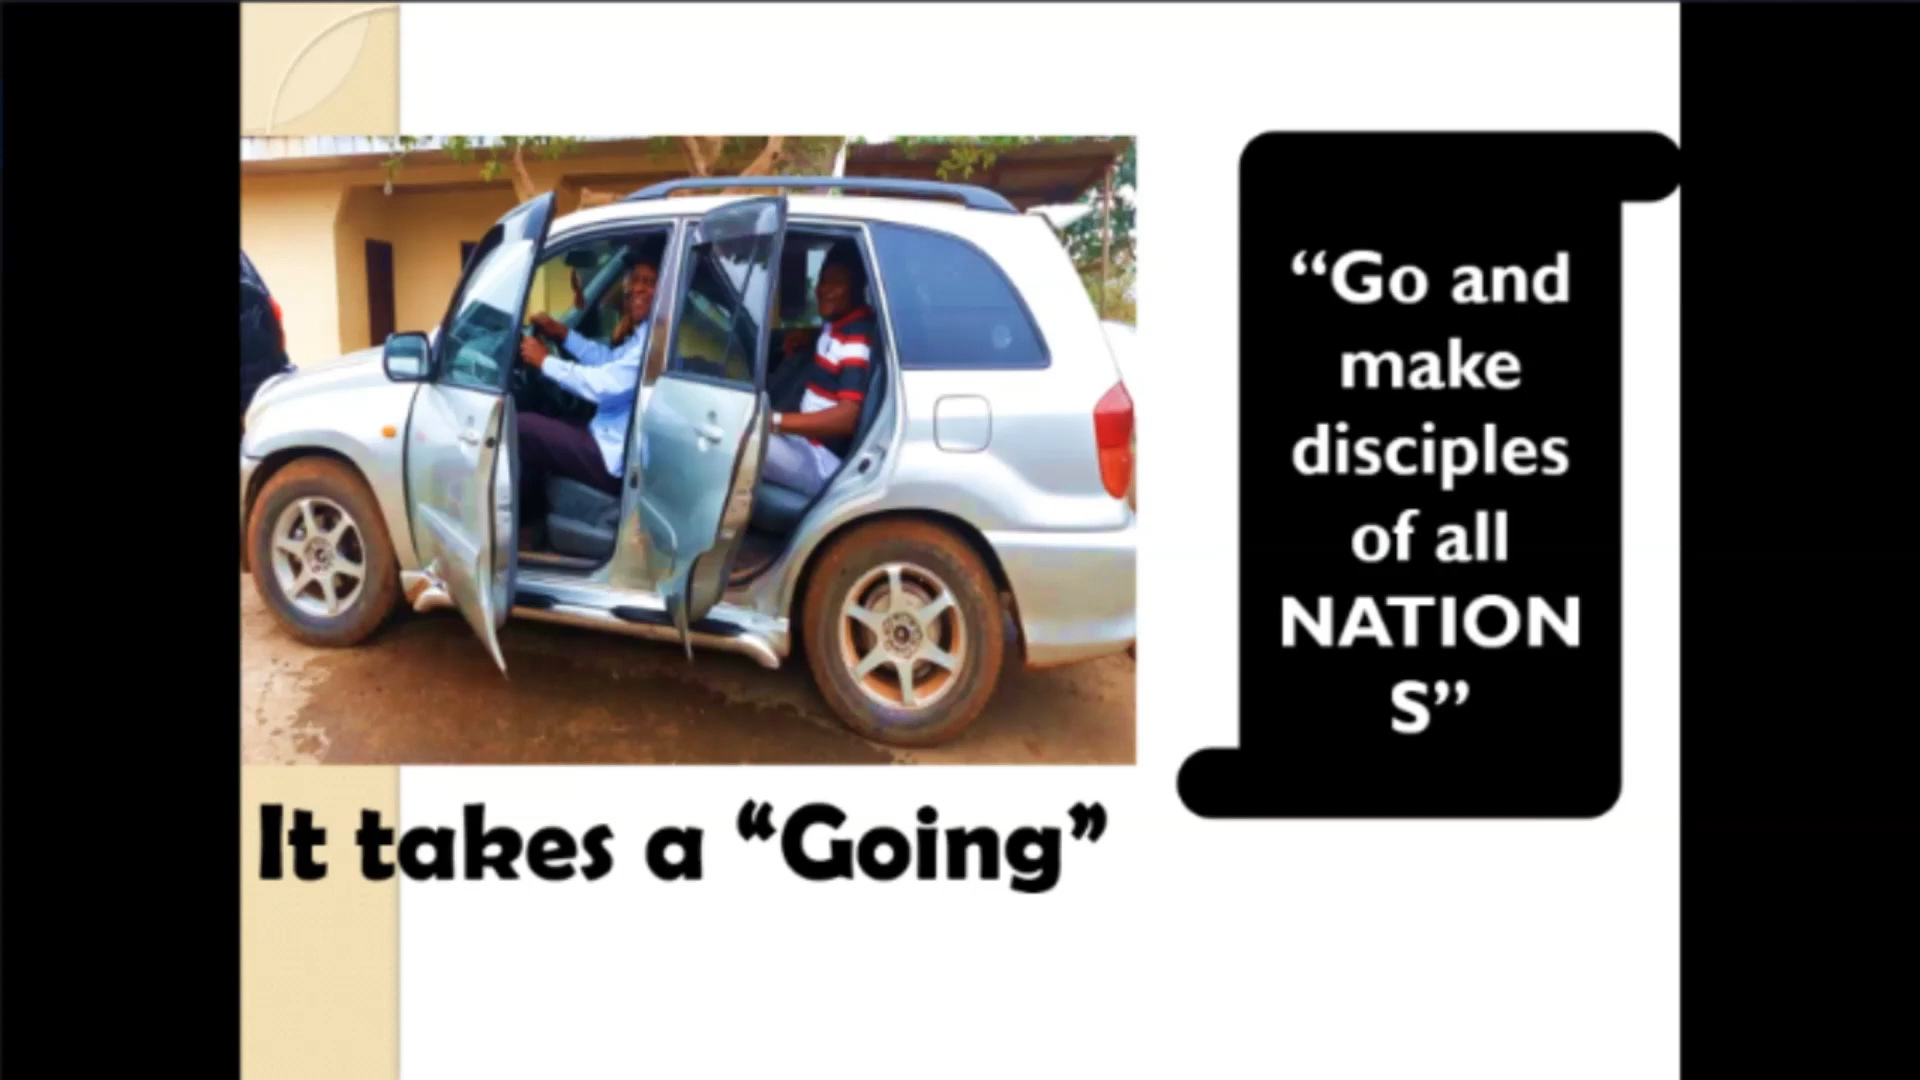 “Go and
make
disciples
of all
NATION
S”
It takes a “Going”